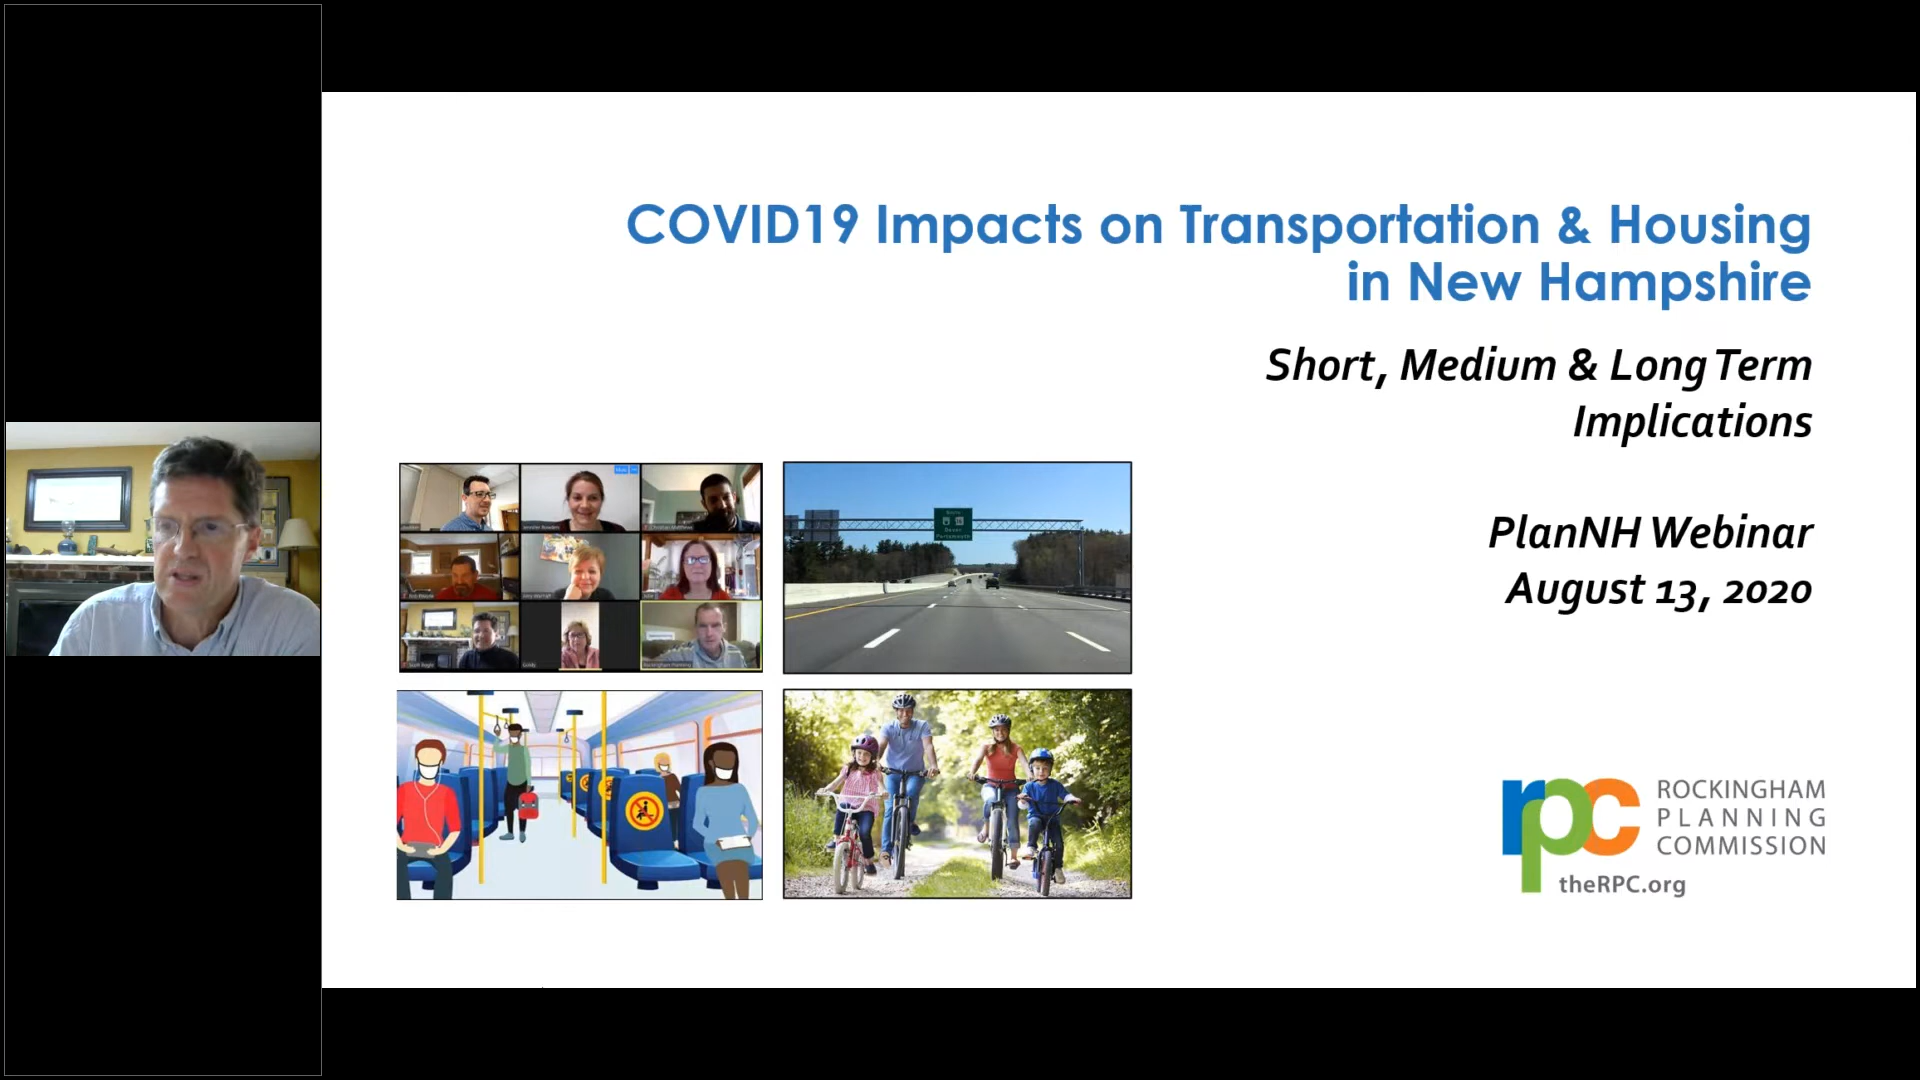 COVID19 Impacts on Transportation & Housing
in New Hampshire
Short, Medium & Long Term
Implications
PlanNH Webinar
August 13, 2020
ROCKINGHAM
PLANNING
COMMISSION
rpc
theRPC.org